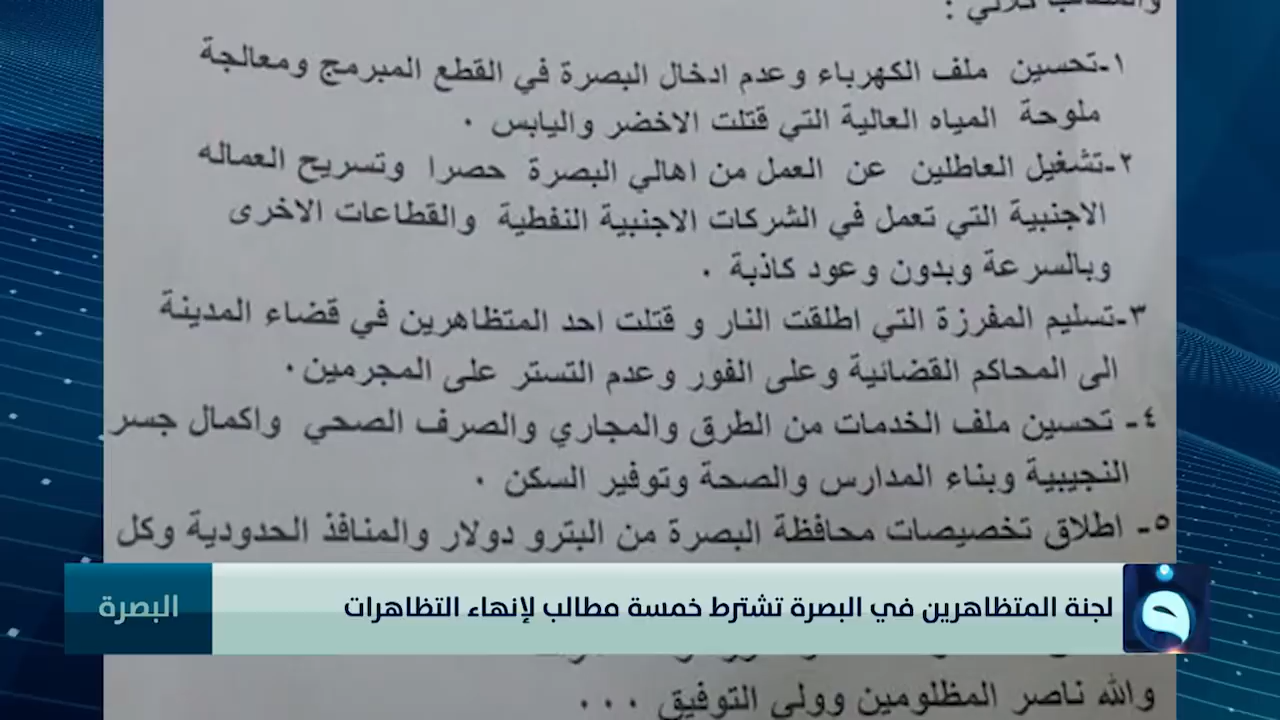 والمطالب كلاتي :
١-تحسين ملف الكهرباء وعدم ادخال البصرة في القطع المبرمج ومعالجة
ملوحة المياه العالية التي قتلت الاخضر واليابس .
٢-تشغيل العاطلين عن العمل من اهالي البصرة حصرا وتسريح العماله
الاجنبية التي تعمل في الشركات الاجنبية النفطية والقطاعات الاخرى
وبالسرعة وبدون وعود كاذبة .
٣-تسليم المفرزة التي اطلقت النار و قتلت احد المتظاهرين في قضاء المدينة
الى المحاكم القضائية وعلى الفور وعدم التستر على المجرمين .
٤- تحسين ملف الخدمات من الطرق والمجاري والصرف الصحي واكمال جسر
النجيبية وبناء المدارس والصحة وتوفير السكن .
٥- اطلاق تخصيصات محافظة البصرة من البترو دولار والمنافذ الحدودية وكل
لجنة المتظاهرين في البصرة تشترط خمسة مطالب لإنهاء التظاهرات
البصرة
والله ناصر المظلومين وولي التوفيق ...